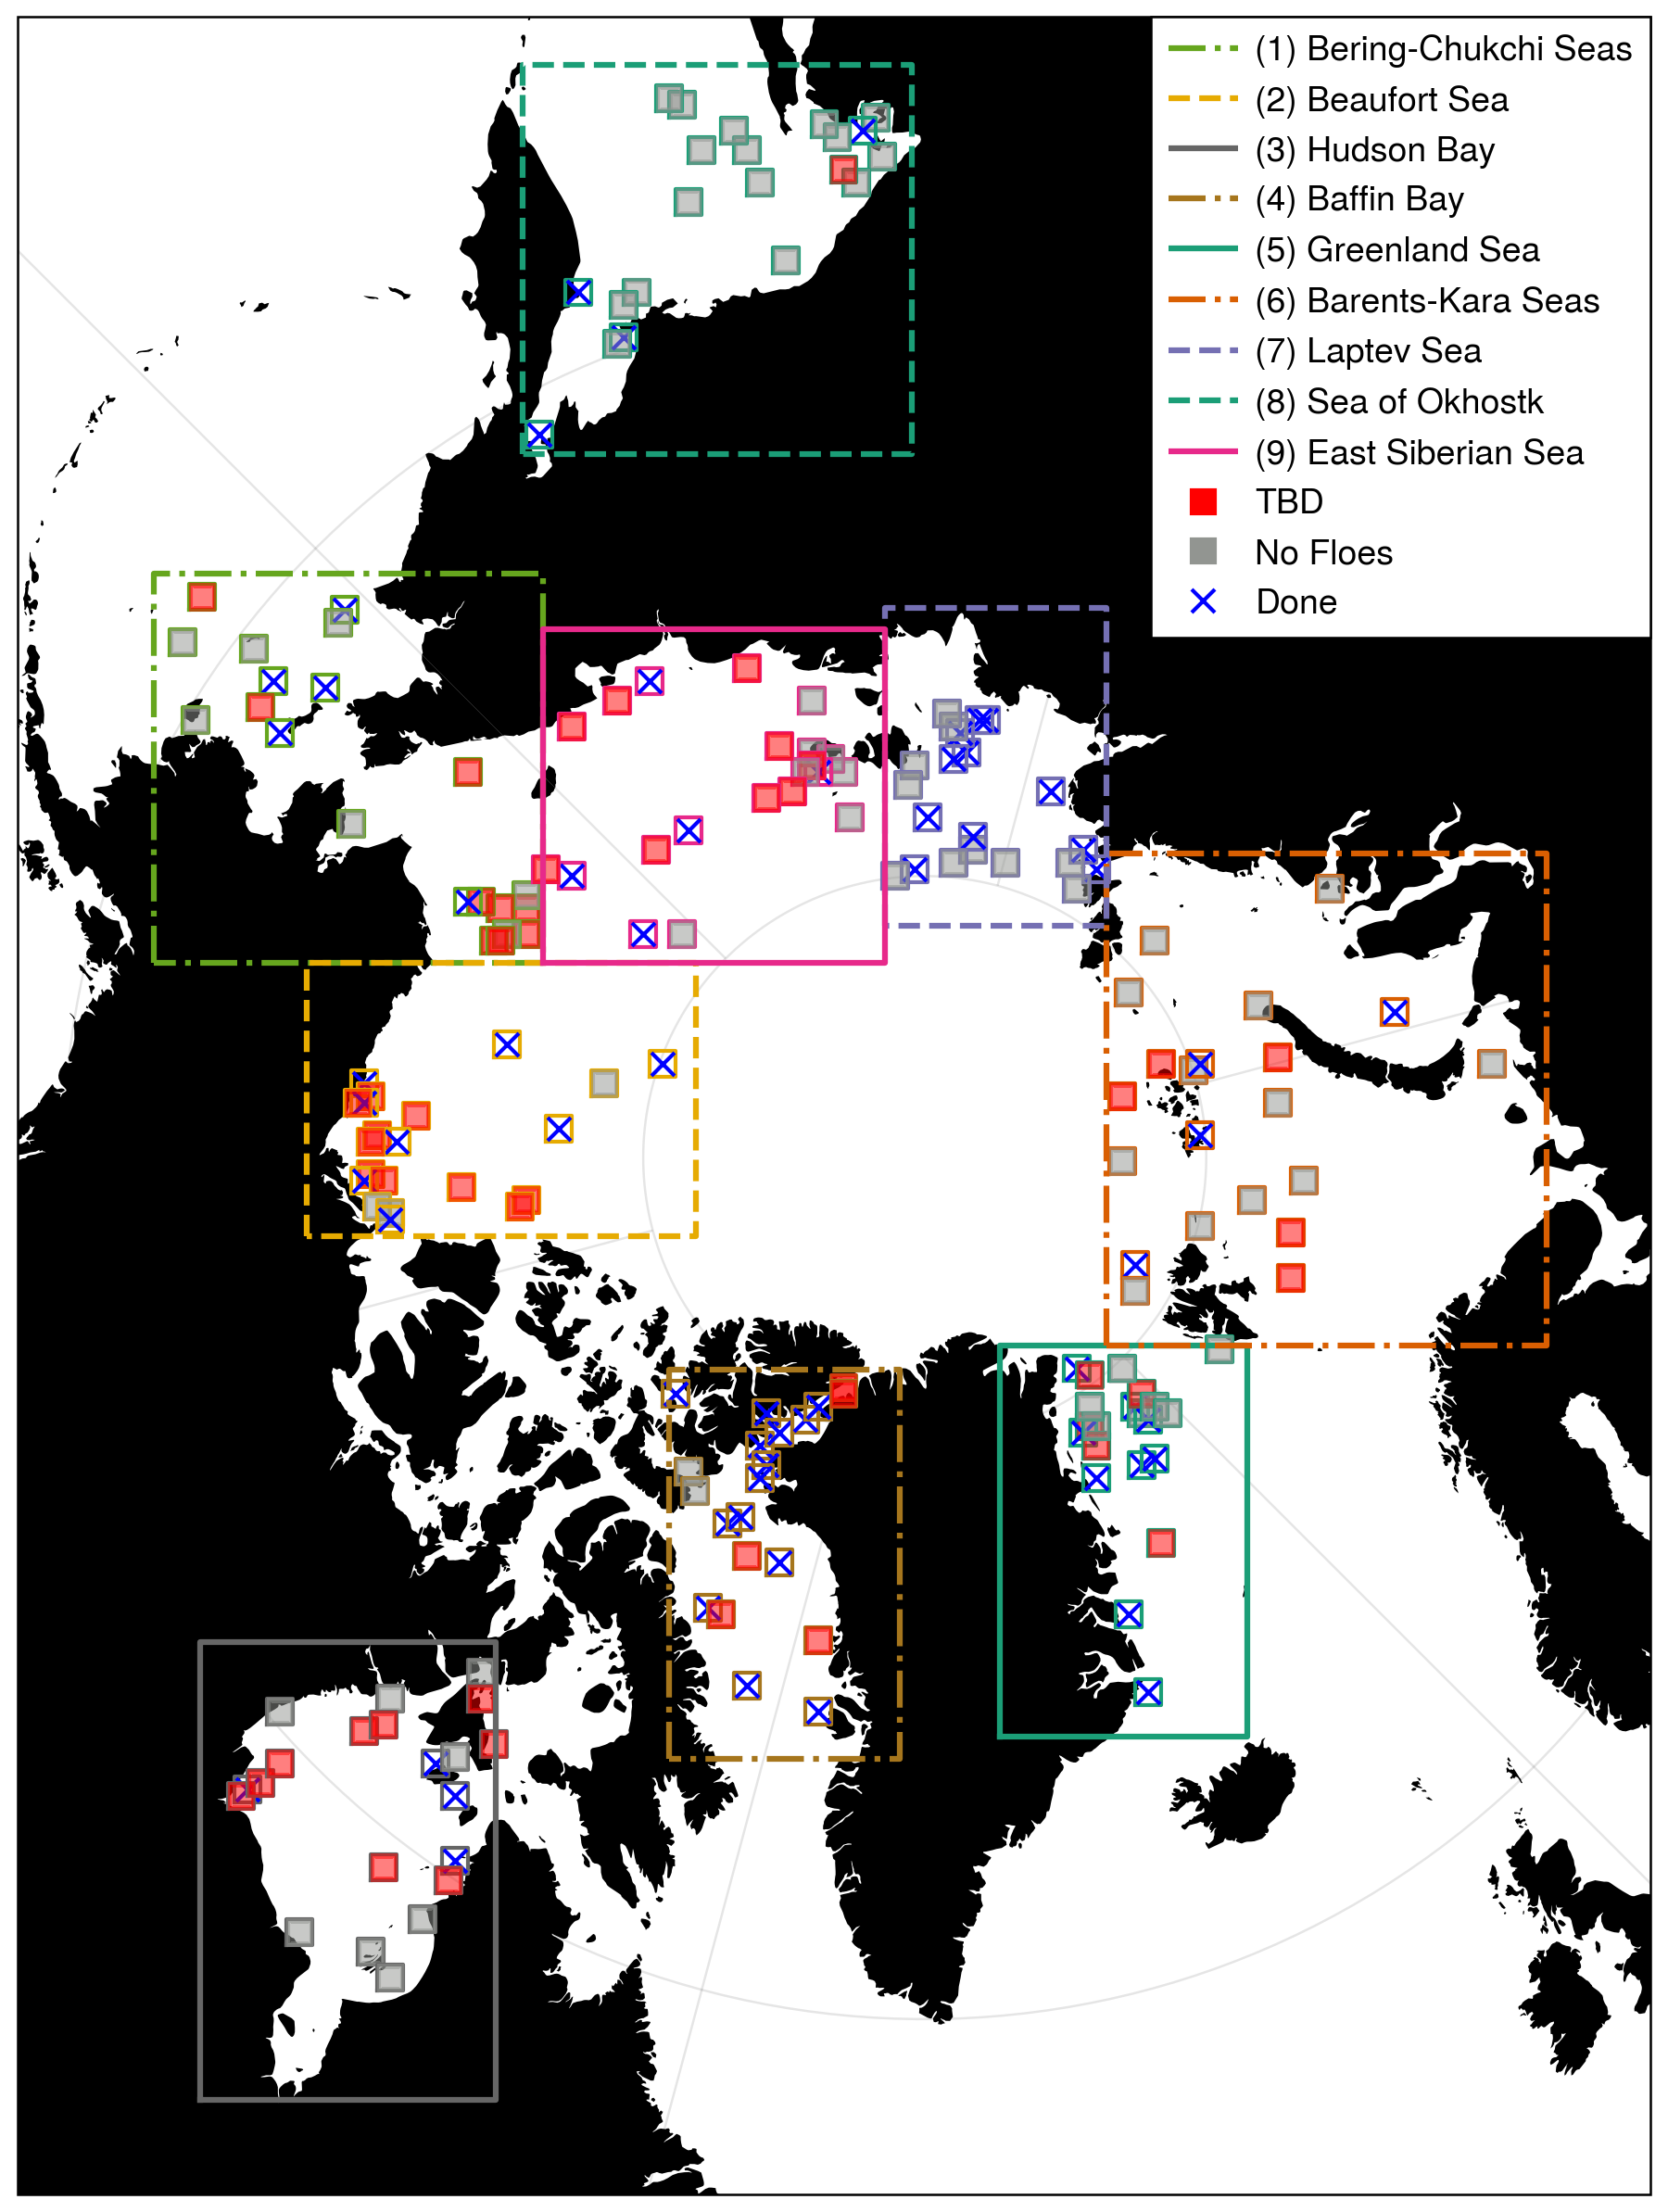 (1) Bering-Chukchi Seas
(2) Beaufort Sea
(3) Hudson Bay
(4) Baffin Bay
(5) Greenland Sea
(6) Barents-Kara Seas
(7) Laptev Sea
(8) Sea of Okhostk
(9) East Siberian Sea
TBD
No Floes
Done